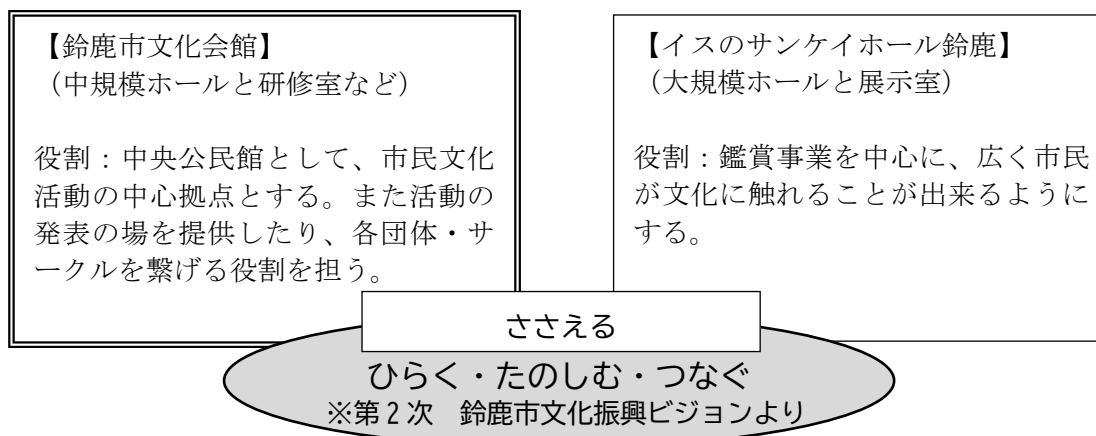 【鈴鹿市文化会館】
(中規模ホールと研修室など)
役割:中央公民館として、市民文化
活動の中心拠点とする。また活動の
発表の場を提供したり、各団体・サ
ークルを繋げる役割を担う。
【イスのサンケイホール鈴鹿】
(大規模ホールと展示室)
役割:鑑賞事業を中心に、広く市民
が文化に触れることが出来るように
する。
ささえる
ひらく・たのしむ・つなぐ
※第2次 鈴鹿市文化振興ビジョンより